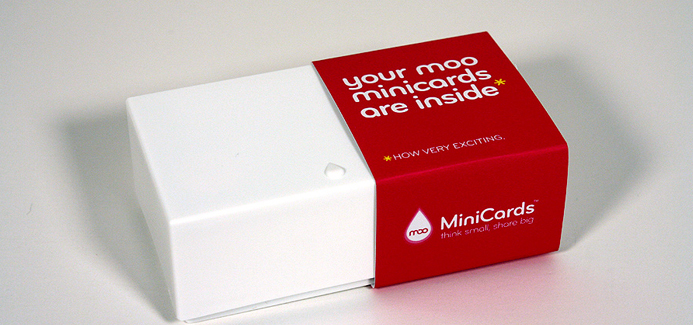 your moo
minicards
are inside*
*HOW VERY EXCITING.
moo
MiniCards™
think small, share big.